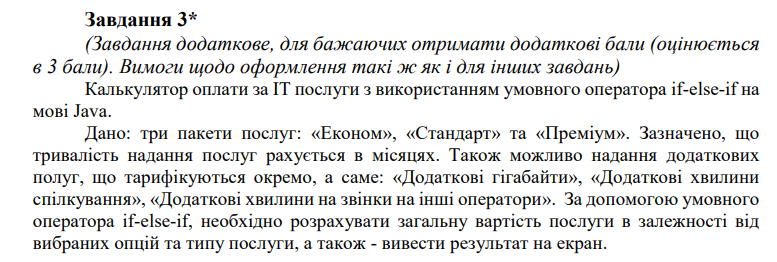 Завдання 3*
(Завдання додаткове, для бажаючих отримати додаткові бали (оцінюється
в 3 бали). Вимоги щодо оформлення такі ж як і для інших завдань)
Калькулятор оплати за ІТ послуги з використанням умовного оператора if-else-if на
мові Java.
Дано: три пакети послуг: «Економ», «Стандарт» та «Преміум». Зазначено, що
тривалість надання послуг рахується в місяцях. Також можливо надання додаткових
полуг, що тарифікуються окремо, а саме: «Додаткові гігабайти», «Додаткові хвилини
спілкування», «Додаткові хвилини на звінки на інші оператори». За допомогою умовного
оператора if-else-if, необхідно розрахувати загальну вартість послуги в залежності від
вибраних опцій та типу послуги, а також - вивести результат на екран.